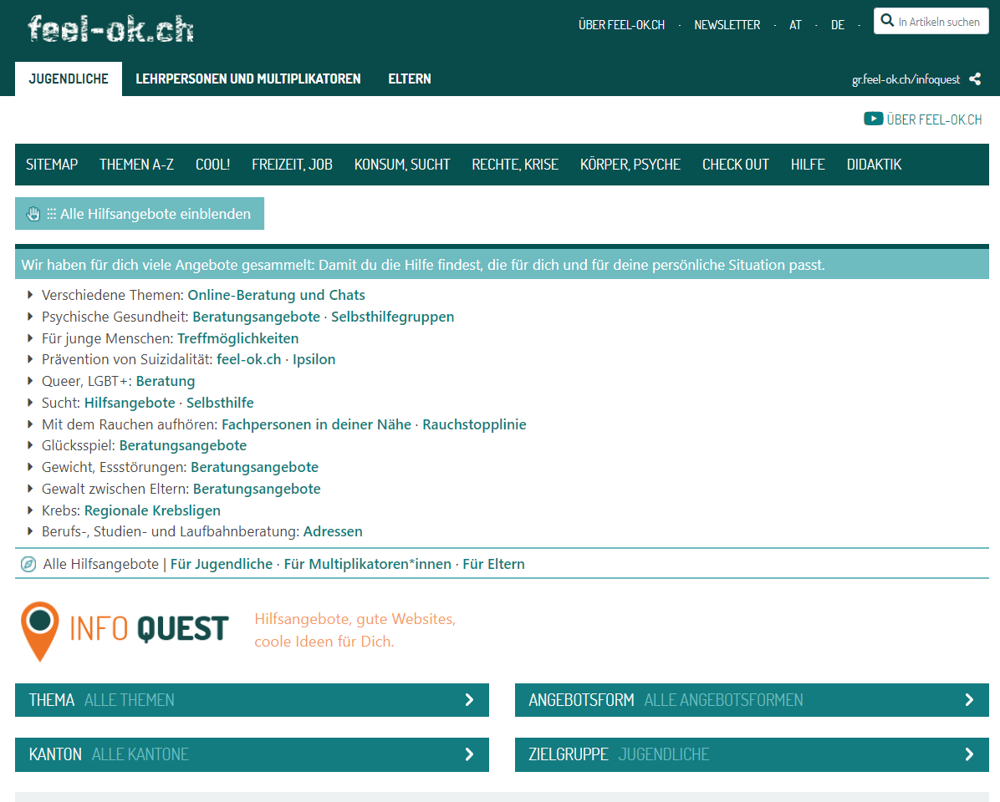 feel-ok.ch
ÜBER FEEL-OK.CH · NEWSLETTER · AT · DE · In Artikeln suchen
JUGENDLICHE LEHRPERSONEN UND MULTIPLIKATOREN ELTERN
gr.feel-ok.ch/infoquest
ÜBER FEEL-OK.CH
SITEMAP THEMEN A-Z COOL! FREIZEIT, JOB KONSUM, SUCHT RECHTE, KRISE KÖRPER, PSYCHE CHECK OUT HILFE DIDAKTIK
Alle Hilfsangebote einblenden
Wir haben für dich viele Angebote gesammelt: Damit du die Hilfe findest, die für dich und für deine persönliche Situation passt.
Verschiedene Themen: Online-Beratung und Chats
Psychische Gesundheit: Beratungsangebote · Selbsthilfegruppen
Für junge Menschen: Treffmöglichkeiten
Prävention von Suizidalität: feel-ok.ch · Ipsilon
Queer, LGBT+: Beratung
Sucht: Hilfsangebote · Selbsthilfe
Mit dem Rauchen aufhören: Fachpersonen in deiner Nähe · Rauchstopplinie
Glücksspiel: Beratungsangebote
Gewicht, Essstörungen: Beratungsangebote
Gewalt zwischen Eltern: Beratungsangebote
Krebs: Regionale Krebsligen
Berufs-, Studien- und Laufbahnberatung: Adressen
Alle Hilfsangebote | Für Jugendliche · Für Multiplikatoren*innen · Für Eltern
INFO QUEST
Hilfsangebote, gute Websites,
coole Ideen für Dich.
THEMA ALLE THEMEN
ANGEBOTSFORM ALLE ANGEBOTSFORMEN
KANTON ALLE KANTONE
ZIELGRUPPE JUGENDLICHE